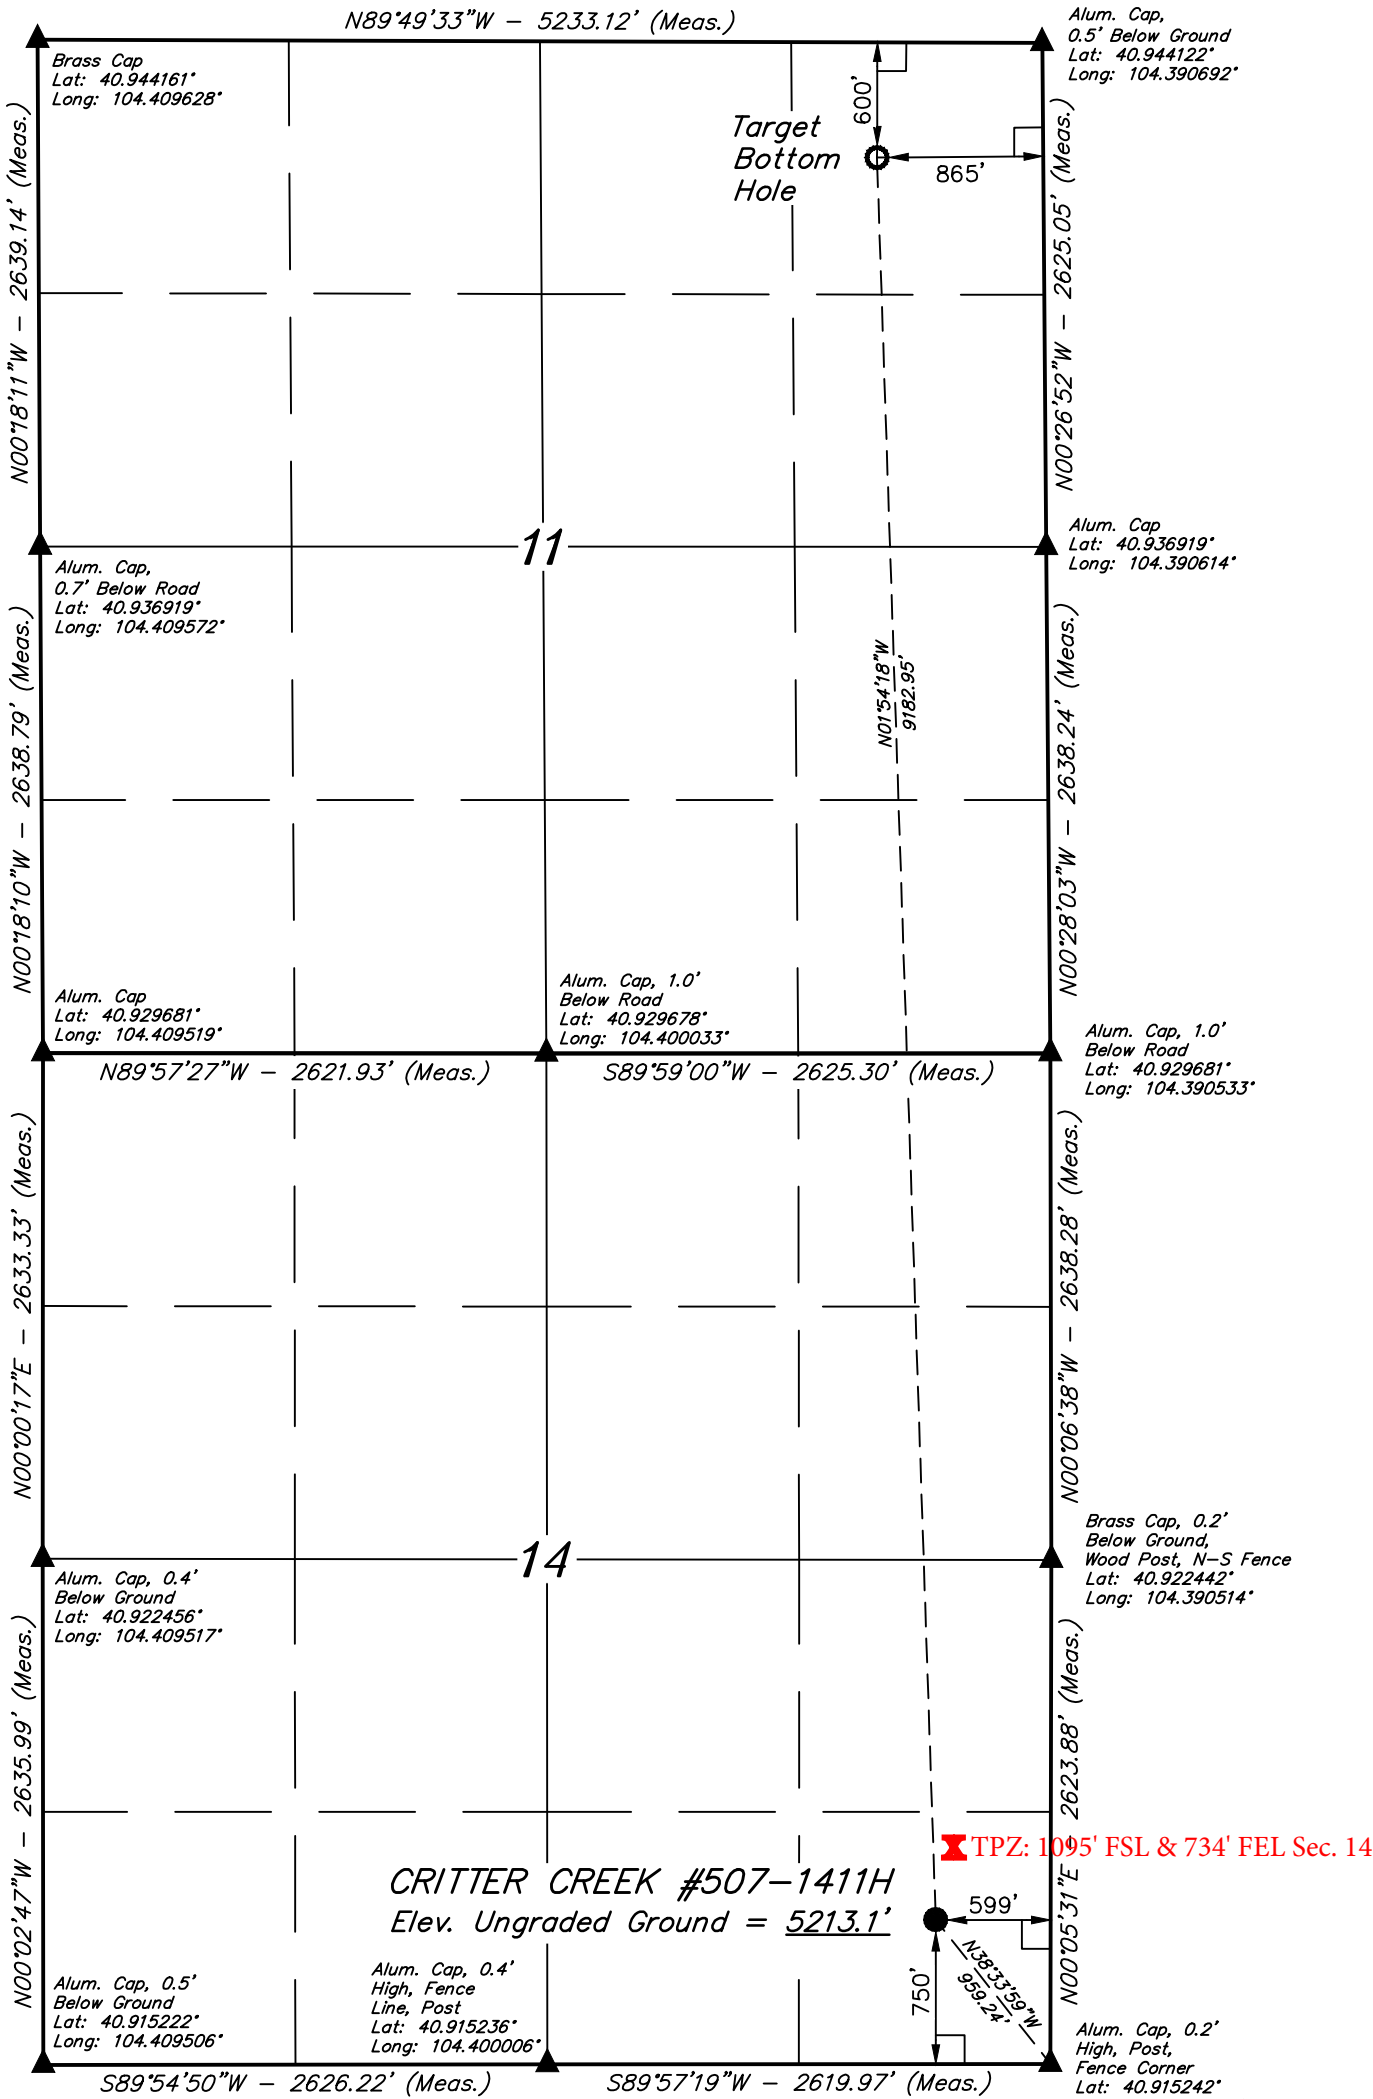 N89°49'33"W - 5233.12' (Meas.)
Alum. Cap,
0.5' Below Ground
Lat: 40.944122°
Long: 104.390692°
Brass Cap
Lat: 40.944161°
Long: 104.409628°
600'
Target
Bottom
Hole
865'
N00°18'11"W - 2639.14' (Meas.)
N00°26'52"W - 2625.05' (Meas.)
11
Alum. Cap
Lat: 40.936919°
Long: 104.390614°
Alum. Cap,
0.7' Below Road
Lat: 40.936919°
Long: 104.409572°
N01°54'18"W
9182.95'
N00°18'10"W - 2638.79' (Meas.)
N00°28'03"W - 2638.24' (Meas.)
Alum. Cap
Lat: 40.929681°
Long: 104.409519°
Alum. Cap, 1.0'
Below Road
Lat: 40.929678°
Long: 104.400033°
Alum. Cap, 1.0'
Below Road
Lat: 40.929681°
Long: 104.390533°
N89°57'27"W - 2621.93' (Meas.)
S89°59'00"W - 2625.30' (Meas.)
N00°00'17"E - 2633.33' (Meas.)
N00°06'38"W - 2638.28' (Meas.)
14
Brass Cap, 0.2'
Below Ground,
Wood Post, N-S Fence
Lat: 40.922442°
Long: 104.390514°
Alum. Cap, 0.4'
Below Ground
Lat: 40.922456°
Long: 104.409517°
N00°02'47"W - 2635.99' (Meas.)
N00°05'31"E - 2623.88' (Meas.)
TPZ: 1095' FSL & 734' FEL Sec. 14
CRITTER CREEK #507-1411H
Elev. Ungraded Ground = 5213.1'
599'
750'
N38°33'59"W
959.24'
Alum. Cap, 0.5'
Below Ground
Lat: 40.915222°
Long: 104.409506°
Alum. Cap, 0.4'
High, Fence
Line, Post
Lat: 40.915236°
Long: 104.400006°
Alum. Cap, 0.2'
High, Post,
Fence Corner
Lat: 40.915242°
S89°54'50"W - 2626.22' (Meas.)
S89°57'19"W - 2619.97' (Meas.)